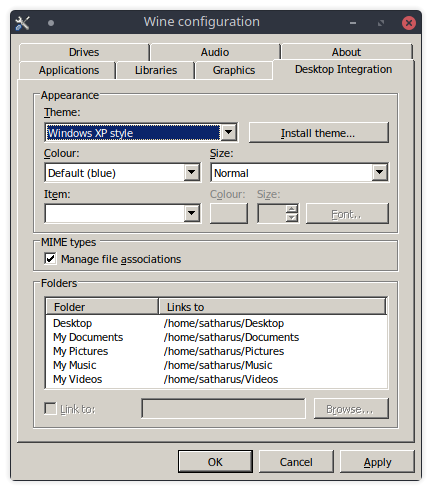 Wine configuration
Drives Audio About
Applications Libraries Graphics Desktop Integration
Appearance
Theme:
Windows XP style Install theme...
Colour: Size:
Default (blue) Normal
Item: Colour: Size:
Font..
MIME types
Manage file associations
Folders
Folder Links to
Desktop /home/satharus/Desktop
My Documents /home/satharus/Documents
My Pictures /home/satharus/Pictures
My Music /home/satharus/Music
My Videos /home/satharus/Videos
Link to: Browse...
OK Cancel Apply